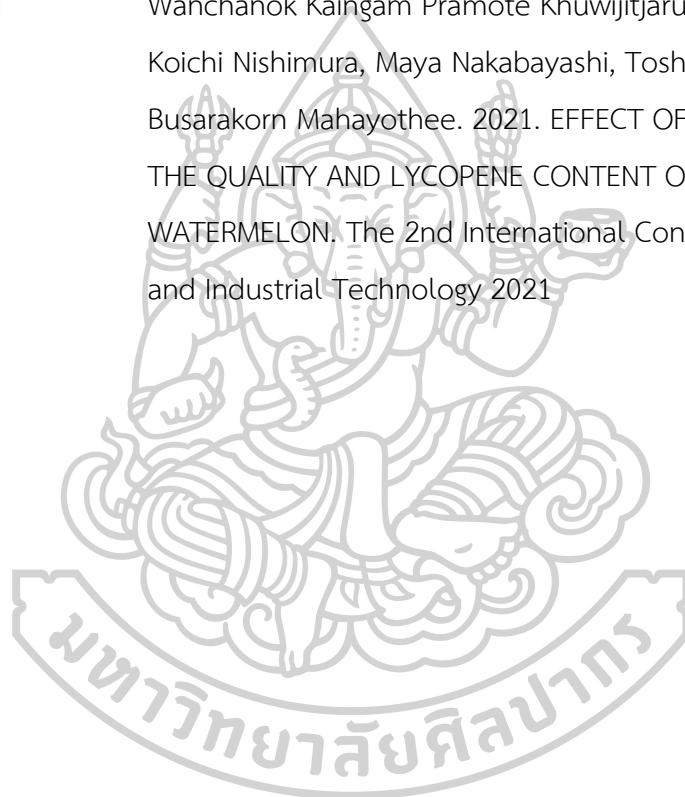 Wanchanok Kaingam Pramote Khuwijitjaru
Koichi Nishimura, Maya Nakabayashi, Tosh
Busarakorn Mahayothee. 2021. EFFECT OF
THE QUALITY AND LYCOPENE CONTENT O
WATERMELON. The 2nd International Con
and Industrial Technology 2021
มหาวิทยาลัยศิลปากร